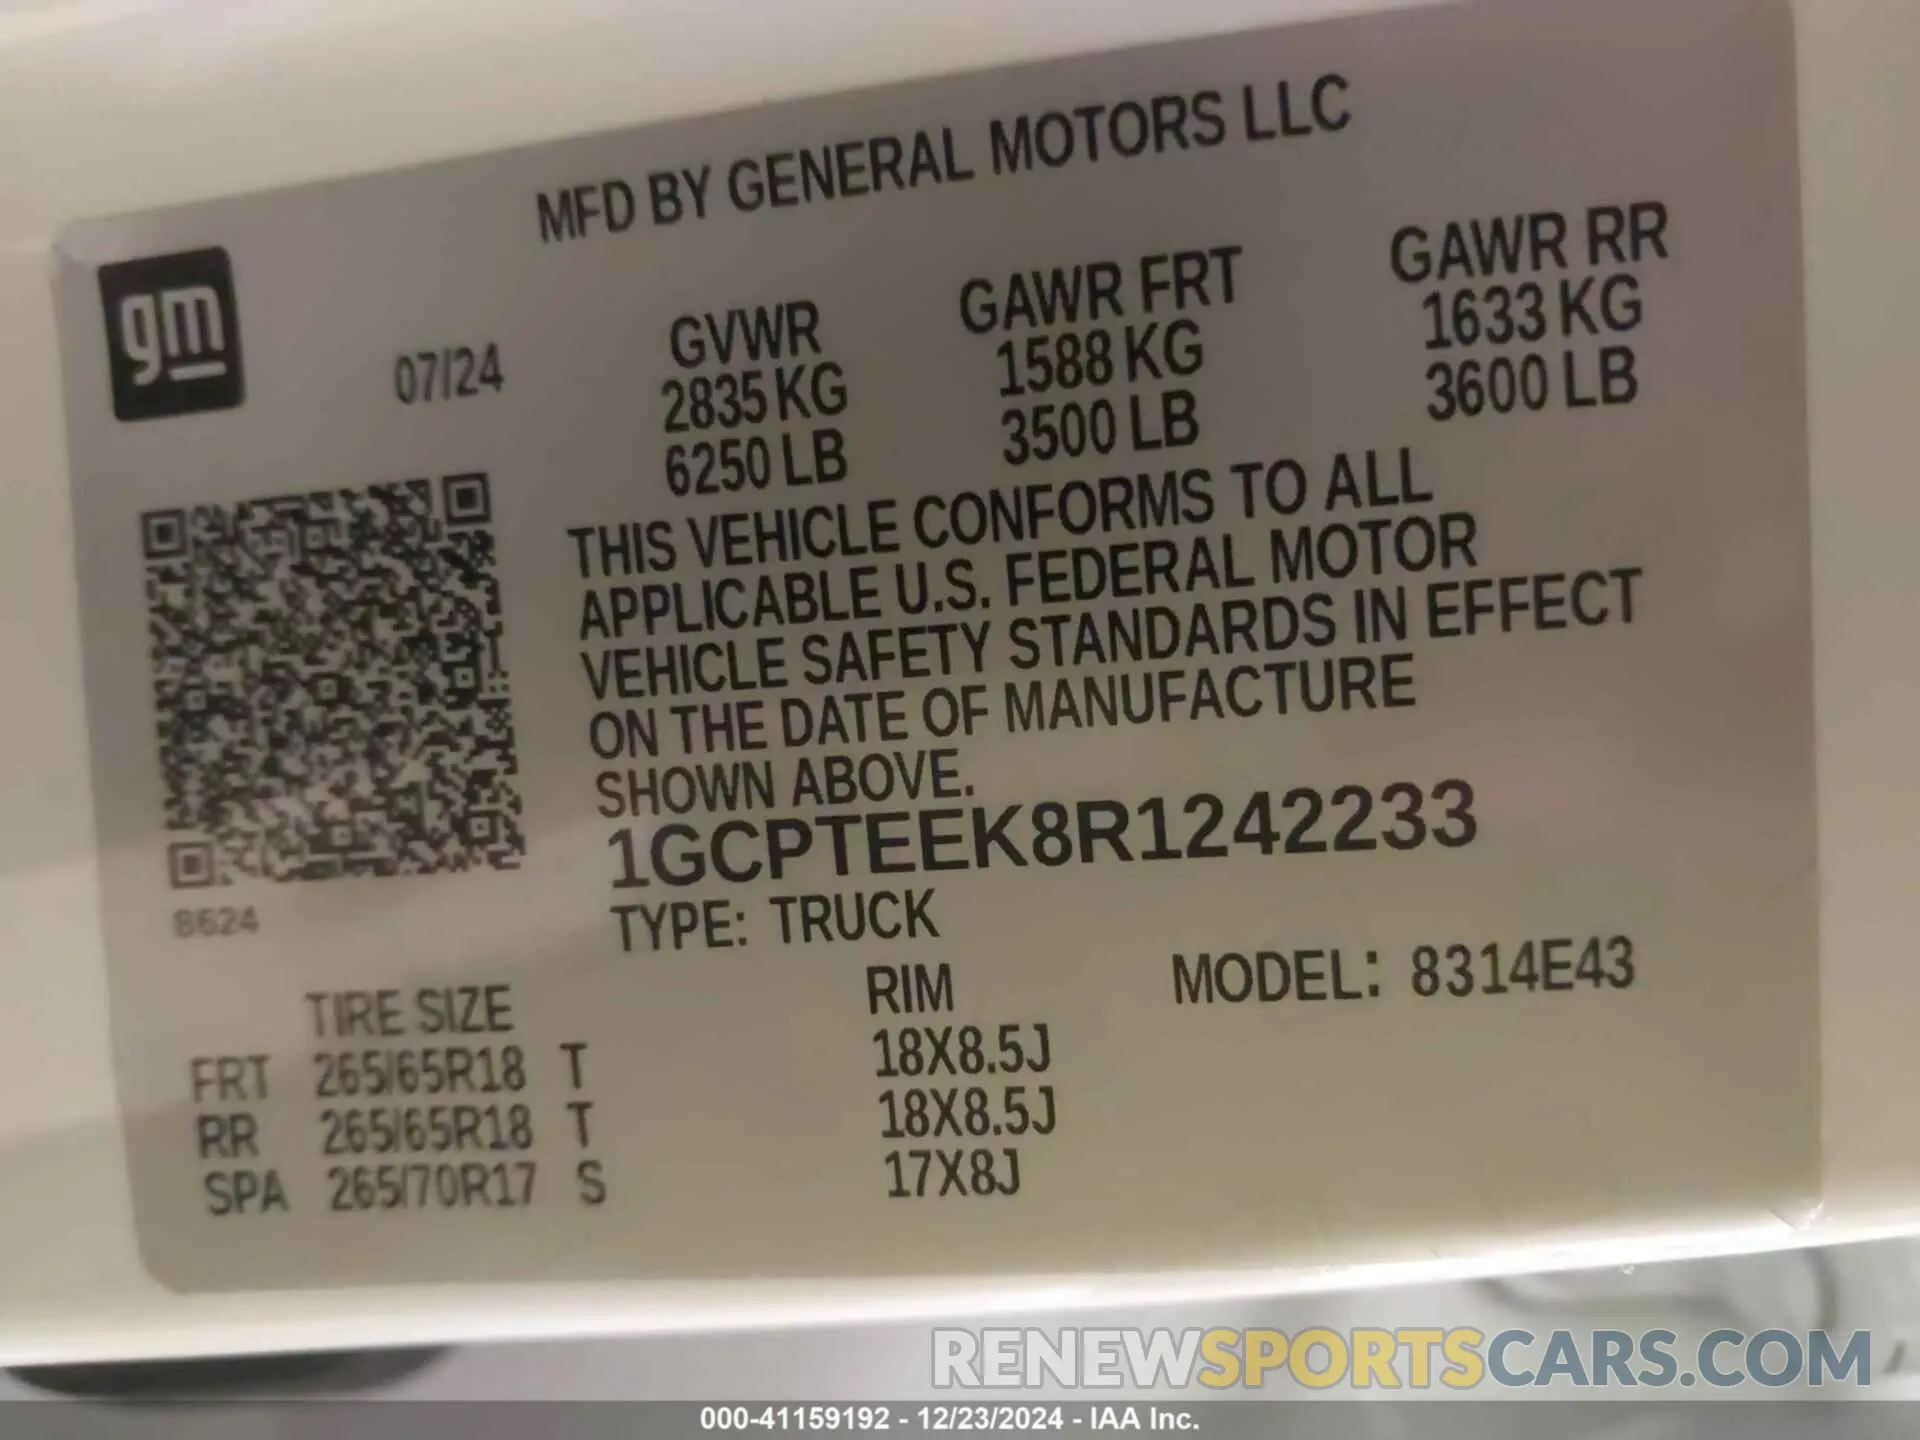 MFD BY GENERAL MOTORS LLC
gm
07/24
GVWR GAWR FRT GAWR RR
2835 KG 1588 KG 1633 KG
6250 LB 3500 LB 3600 LB
THIS VEHICLE CONFORMS TO ALL
APPLICABLE U.S. FEDERAL MOTOR
VEHICLE SAFETY STANDARDS IN EFFECT
ON THE DATE OF MANUFACTURE
SHOWN ABOVE.
1GCPTEEK8R1242233
8624
TYPE: TRUCK
TIRE SIZE RIM MODEL: 8314E43
FRT 265/65R18 T 18X8.5J
RR 265/65R18 T 18X8.5J
SPA 265/70R17 S 17X8J
RENEWSPORTSCARS.COM
000-41159192 - 12/23/2024 - IAA Inc.